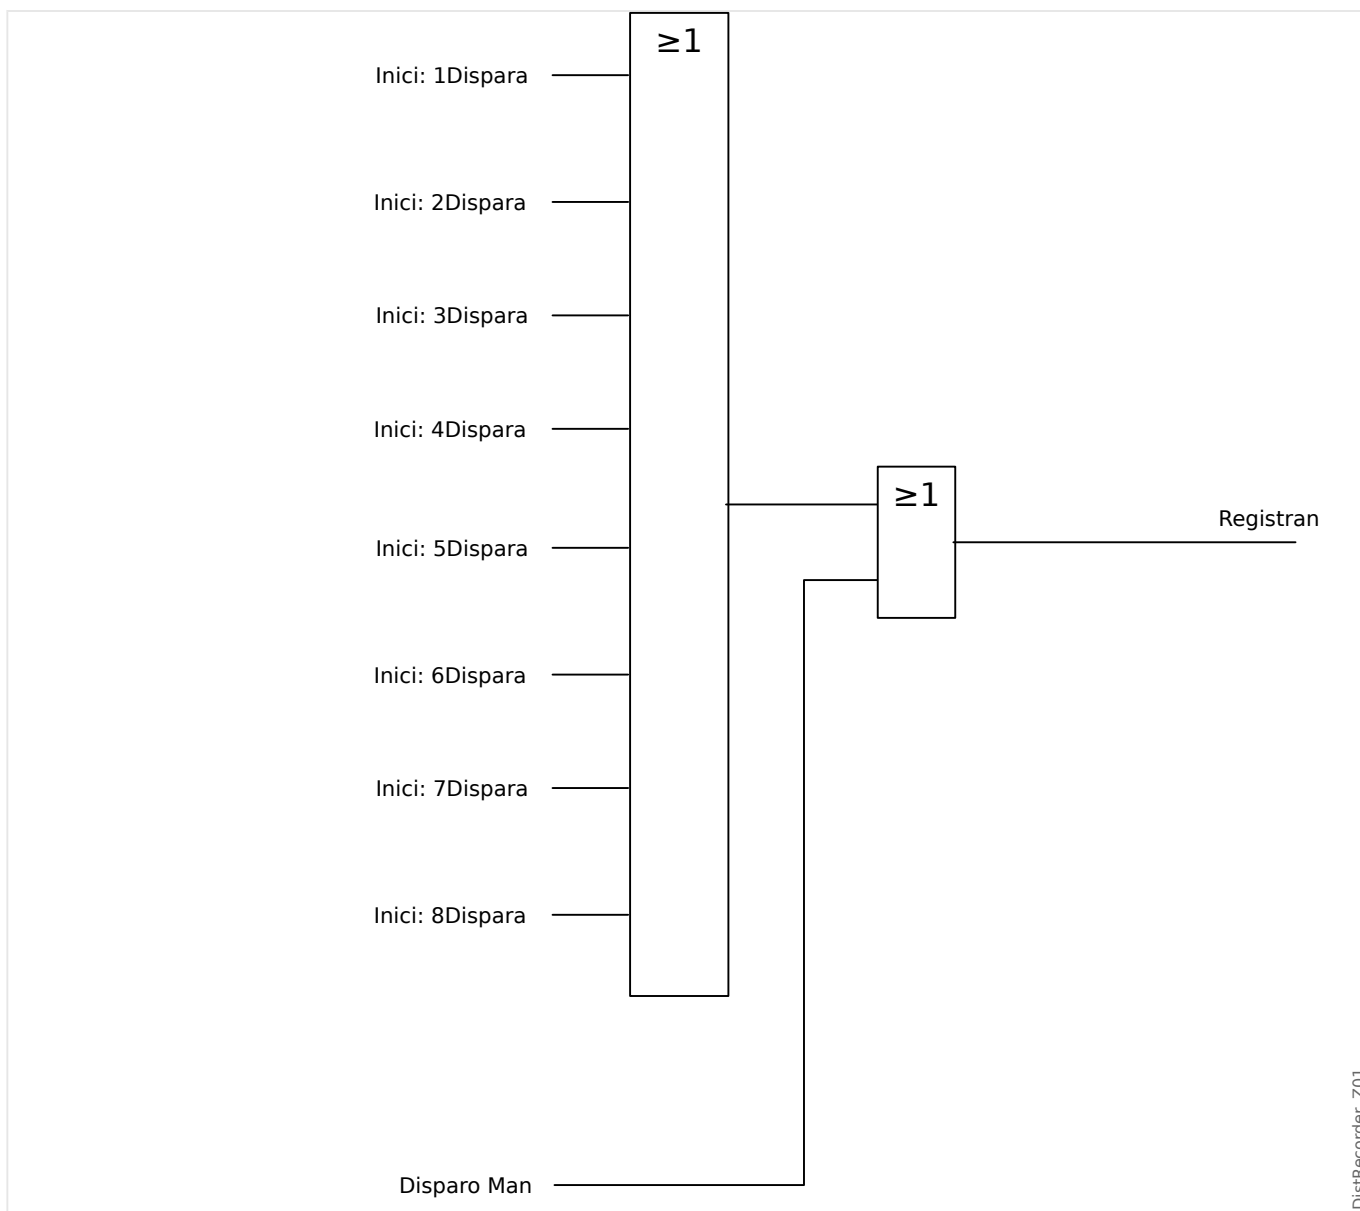 ≥1
Inici: 1Dispara
Inici: 2Dispara
Inici: 3Dispara
Inici: 4Dispara
≥1
Registran
Inici: 5Dispara
Inici: 6Dispara
Inici: 7Dispara
Inici: 8Dispara
Disparo Man
DistRecorder_Z01